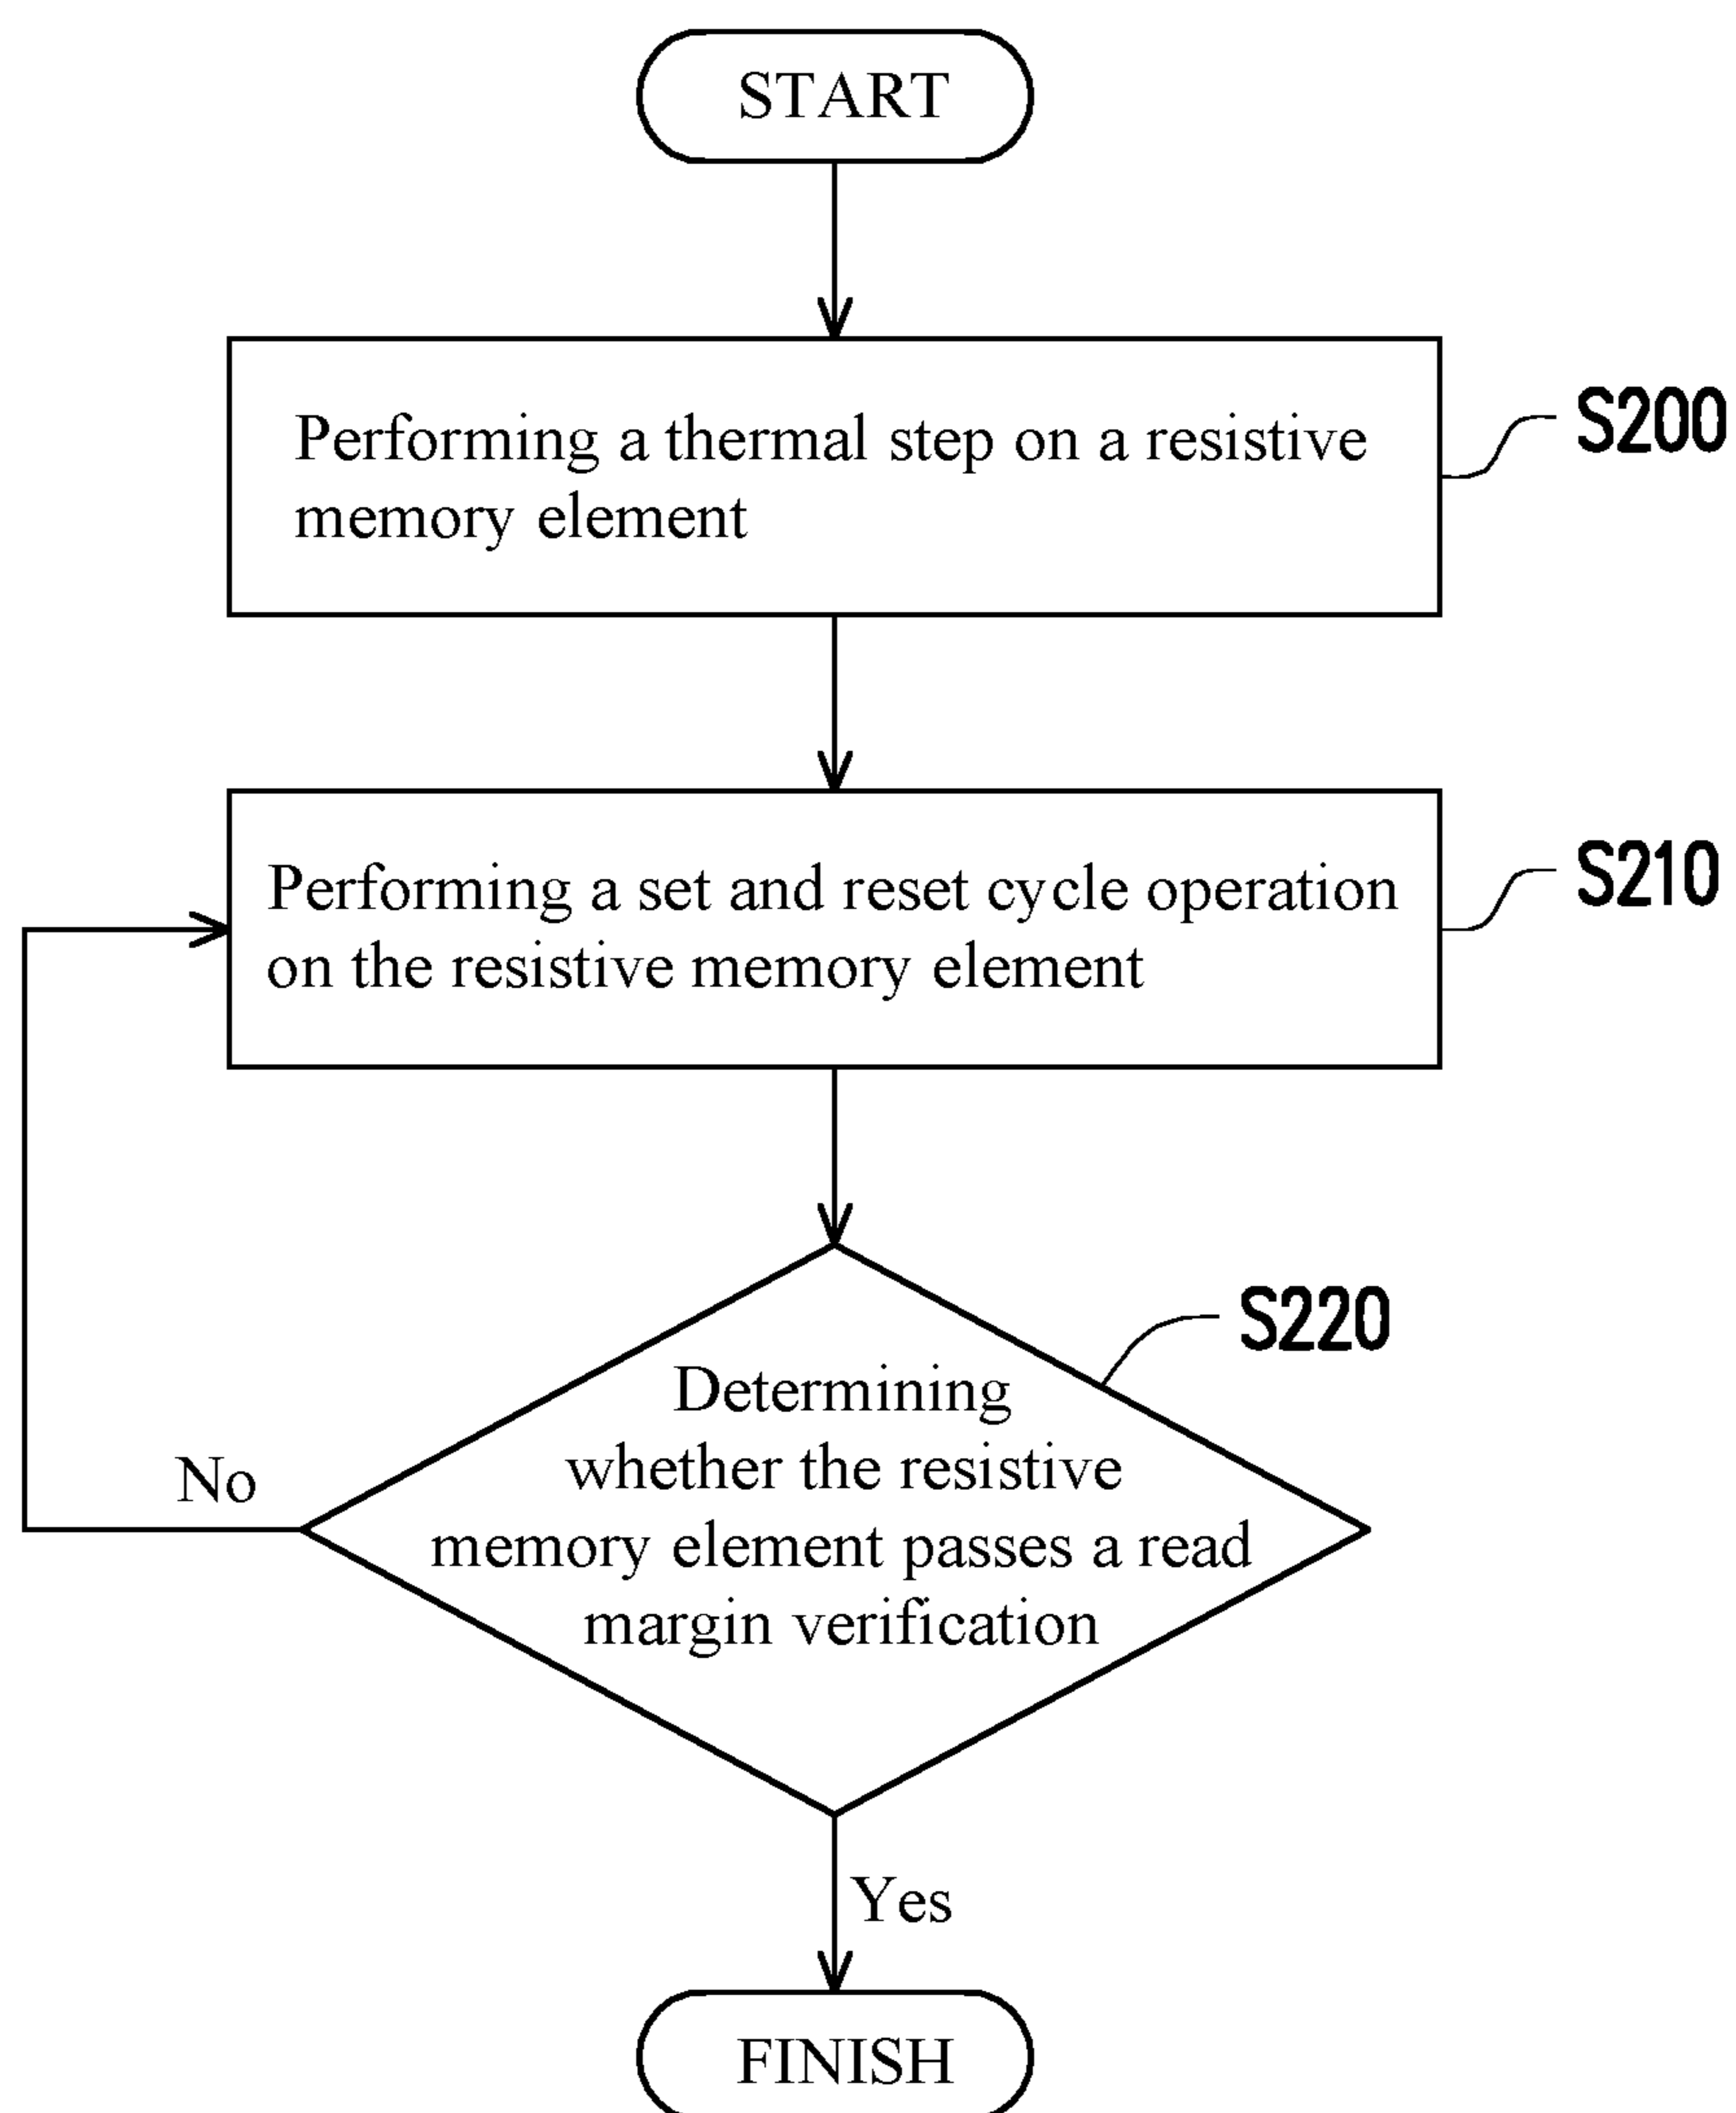 START
Performing a thermal step on a resistive
memory element
S200
Performing a set and reset cycle operation
on the resistive memory element
S210
S220
Determining
whether the resistive
memory element passes a read
margin verification
No
Yes
FINISH